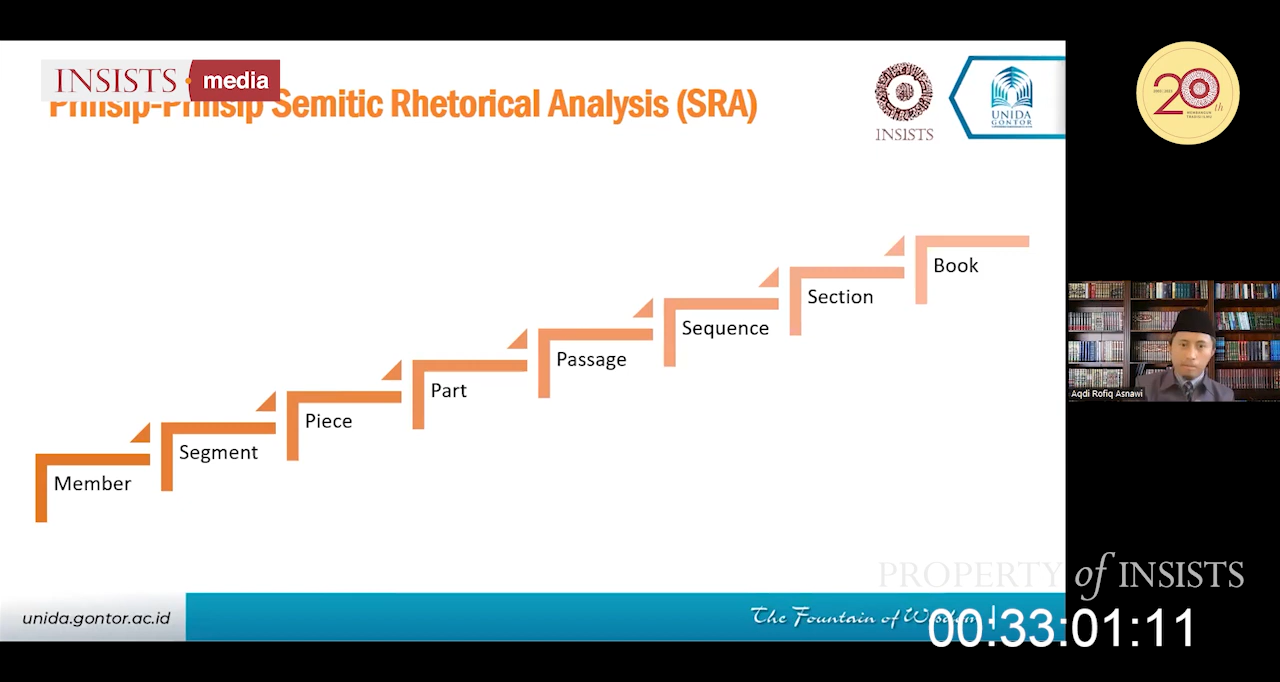 INSISTS media
Prinsip-Prinsip Semitic Rhetorical Analysis (SRA)
INSISTS
UNIDA
GONTOR
20th
Book
Section
Sequence
Passage
Part
Piece
Segment
Member
Aqdi Rofiq Asnawi
PROPERTY of INSISTS
unida.gontor.ac.id
The Fountain of Wisdom
00:33:01:11